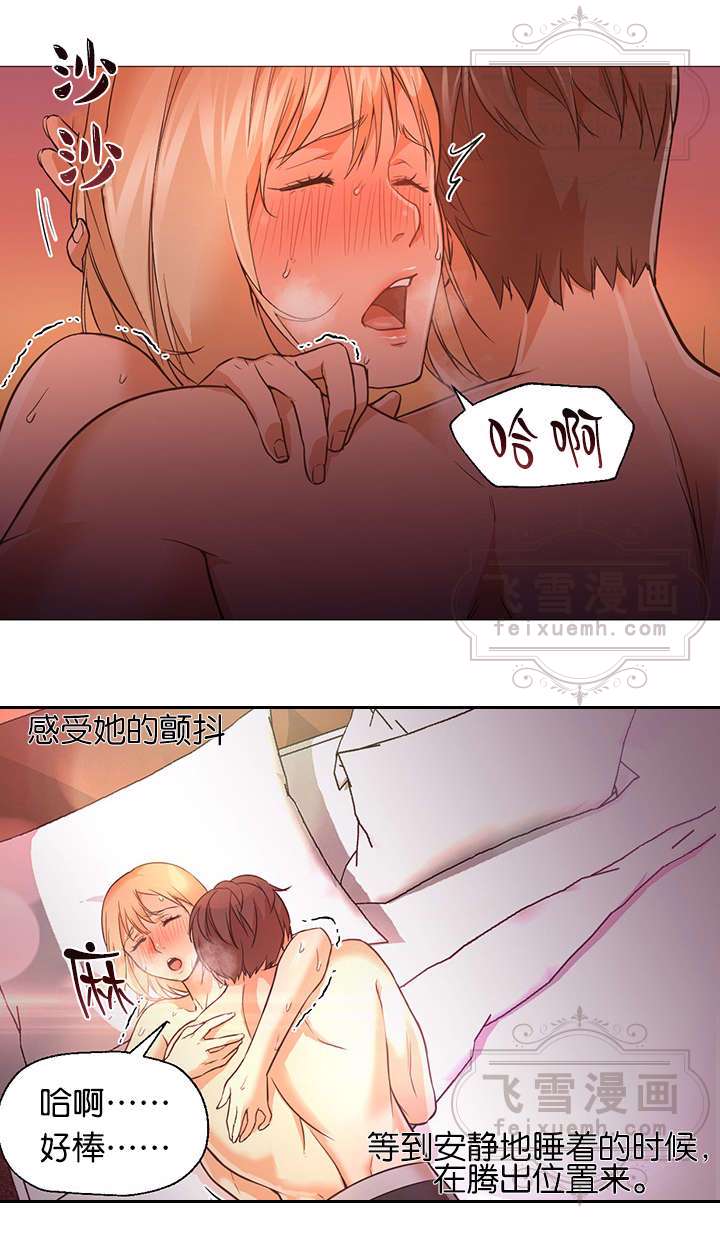 沙
沙
哈啊
飞雪漫画
feixuemh.com
感受她的颤抖
麻
哈啊……
好棒……
飞雪漫画
feixuemh.com
等到安静地睡着的时候，
在腾出位置来。